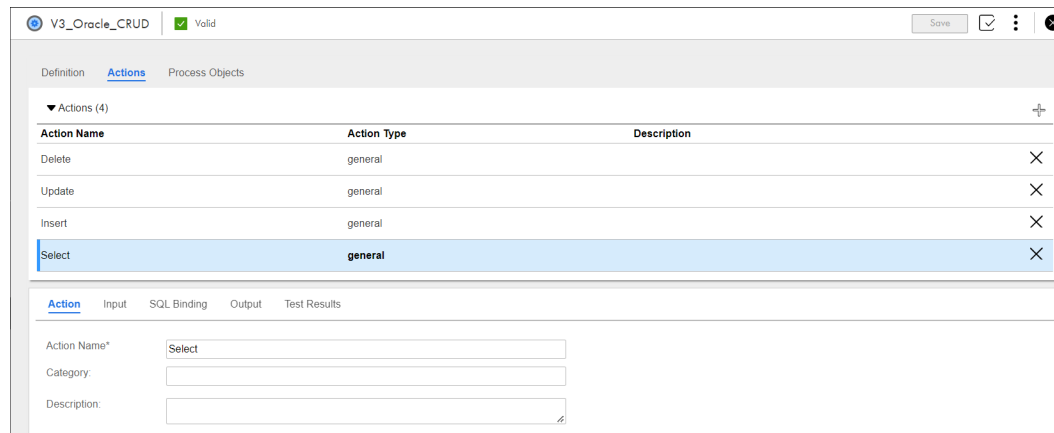 V3_Oracle_CRUD Valid Save
Definition Actions Process Objects
Actions (4)
Action Name Action Type Description
Delete general
Update general
Insert general
Select general
Action Input SQL Binding Output Test Results
Action Name* Select
Category:
Description: